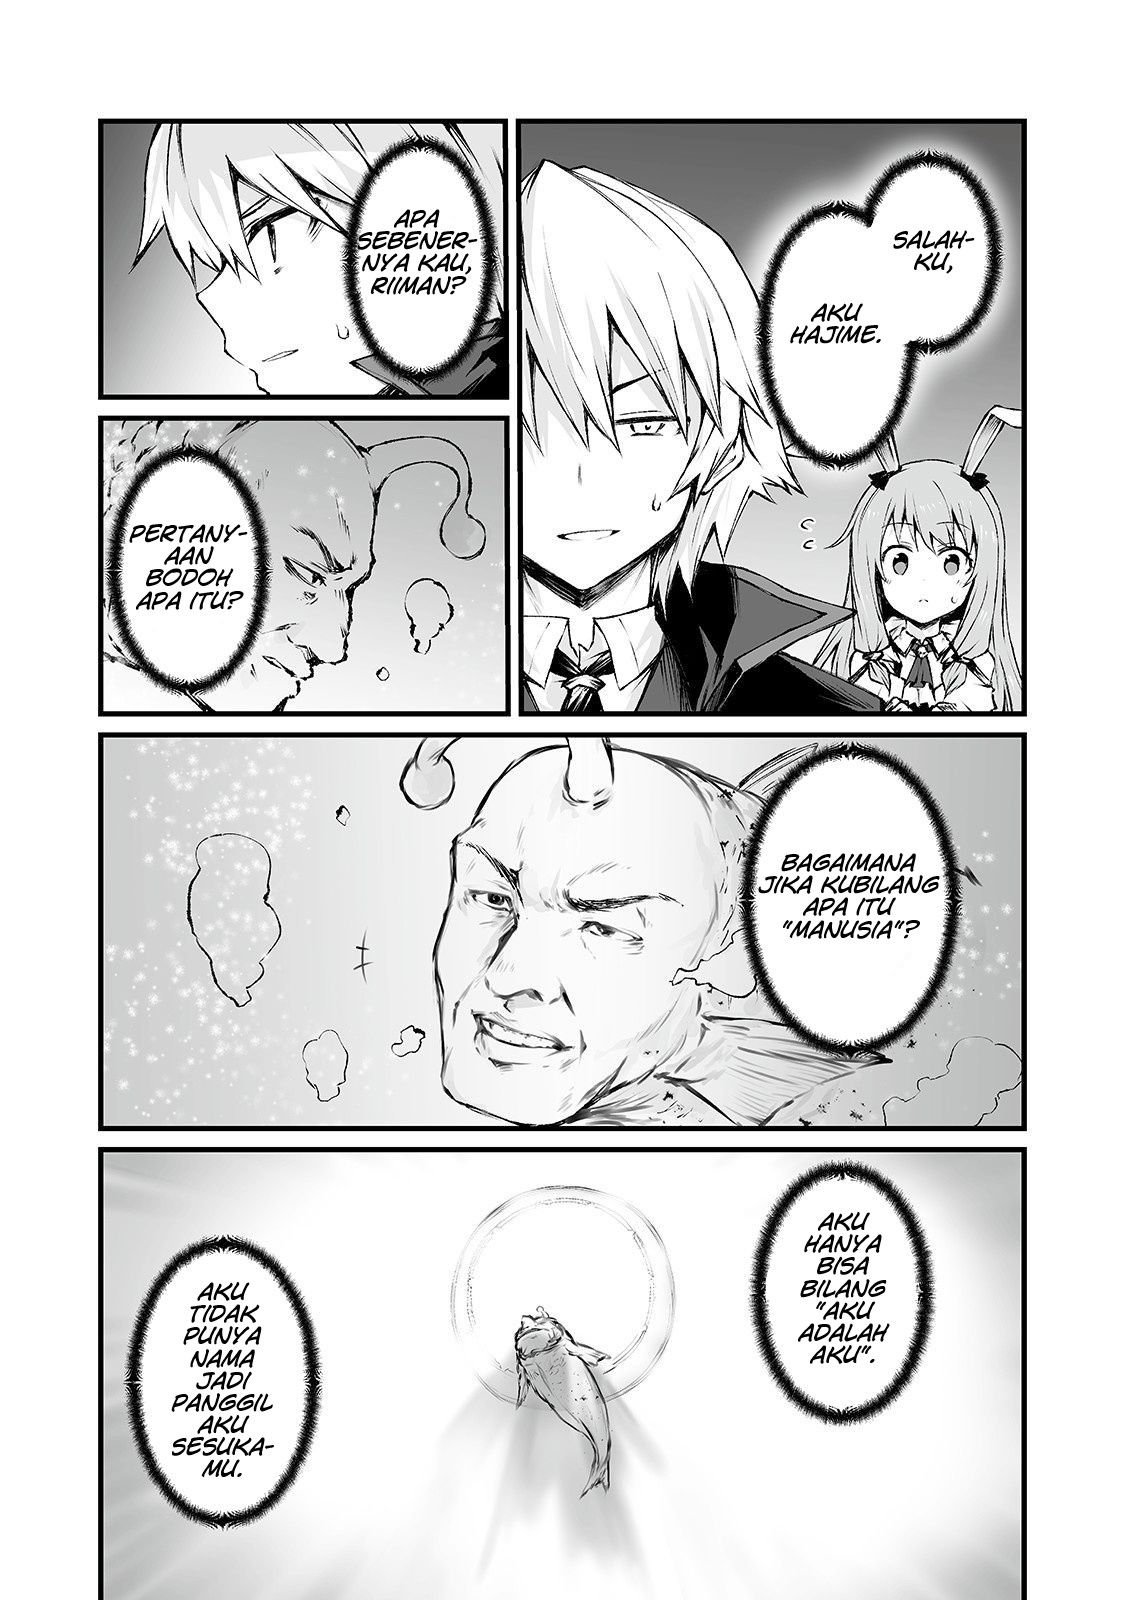 SALAH-
KU,
AKU
HAJIME.
APA
SEBENER-
NYA KAU,
RIIMAN?
PERTANY-
AAN
BODOH
APA ITU?
BAGAIMANA
JIKA KUBILANG
APA ITU
"MANUSIA"?
AKU
HANYA
BISA
BILANG
"AKU
ADALAH
AKU".
AKU
TIDAK
PUNYA
NAMA
JADI
PANGGIL
AKU
SESUKA-
MU.